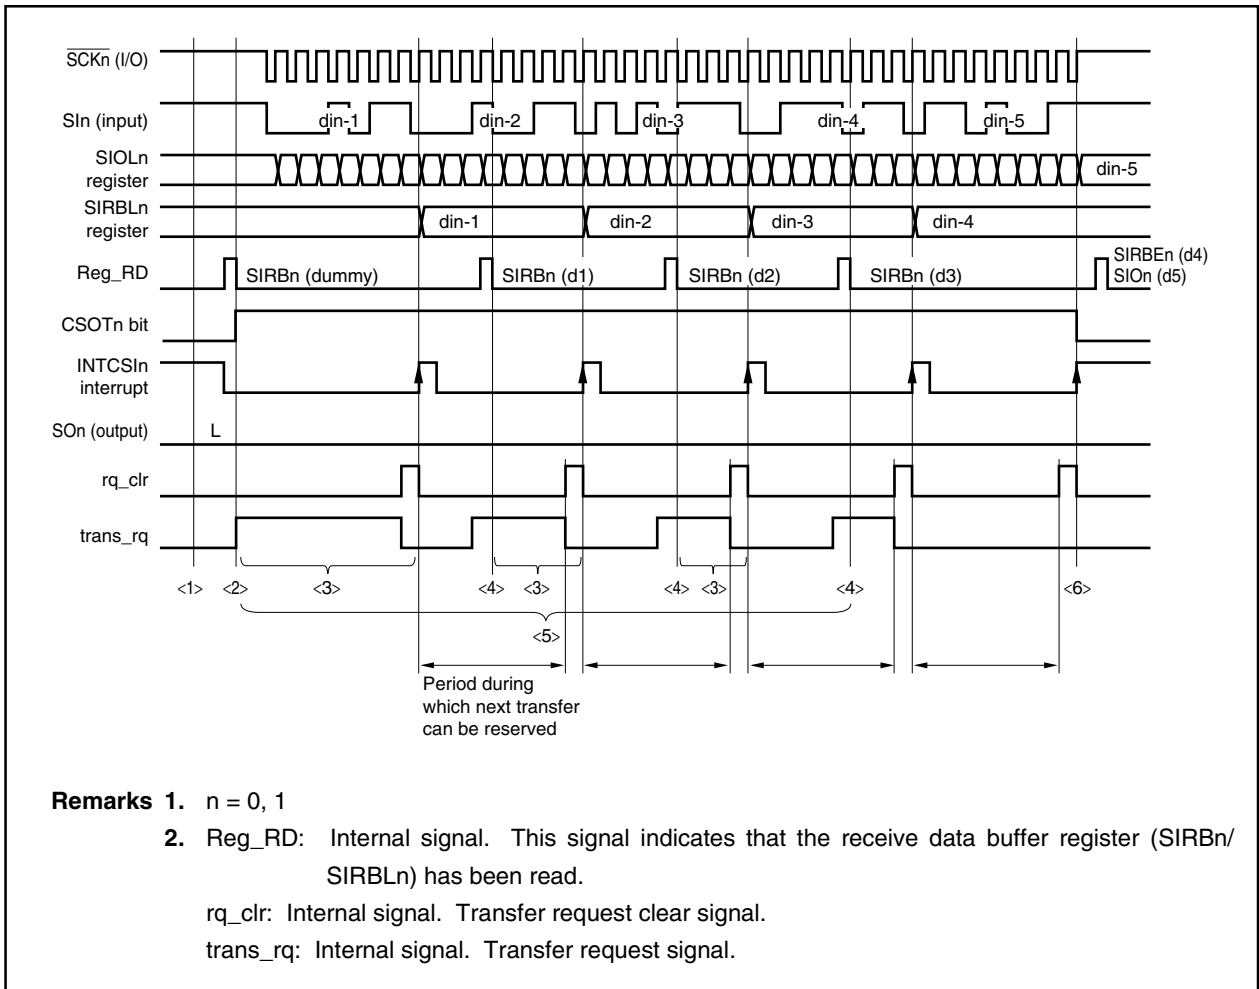 SCKn (I/O)
SIn (input)
din-1 din-2 din-3 din-4 din-5
SIOLn
register
din-5
SIRBLn
register
din-1 din-2 din-3 din-4
Reg_RD
SIRBn (dummy) SIRBn (d1) SIRBn (d2) SIRBn (d3)
SIRBEn (d4)
SIOn (d5)
CSOTn bit
INTCSIn
interrupt
SOn (output) L
rq_clr
trans_rq
<1> <2> <3> <4> <3> <4> <3> <4> <6>
<5>
Period during
which next transfer
can be reserved
Remarks 1. n = 0, 1
2. Reg_RD: Internal signal. This signal indicates that the receive data buffer register (SIRBn/
SIRBLn) has been read.
rq_clr: Internal signal. Transfer request clear signal.
trans_rq: Internal signal. Transfer request signal.